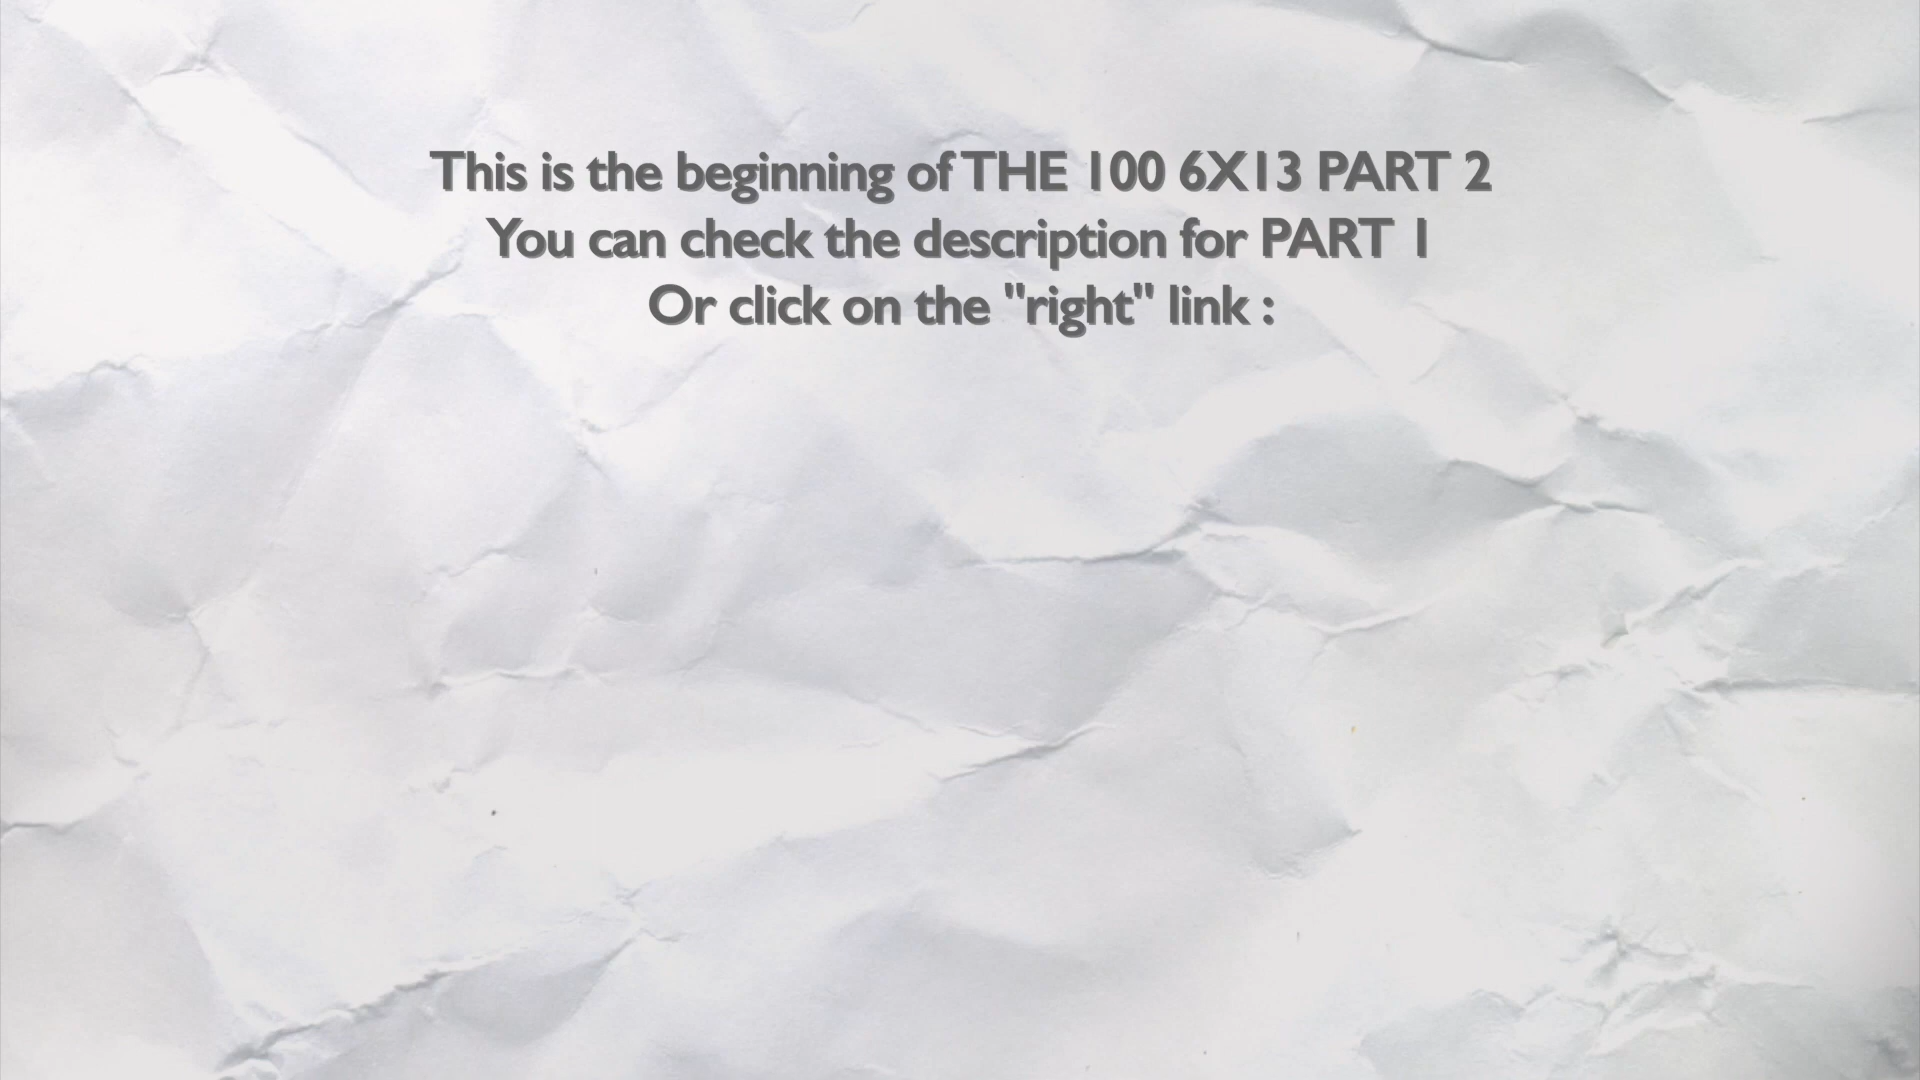 This is the beginning of THE 100 6X13 PART 2
You can check the description for PART 1
Or click on the "right" link :